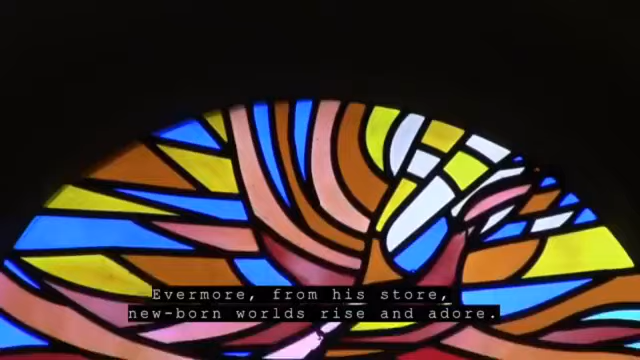 Evermore, from his store,
new-born worlds rise and adore.